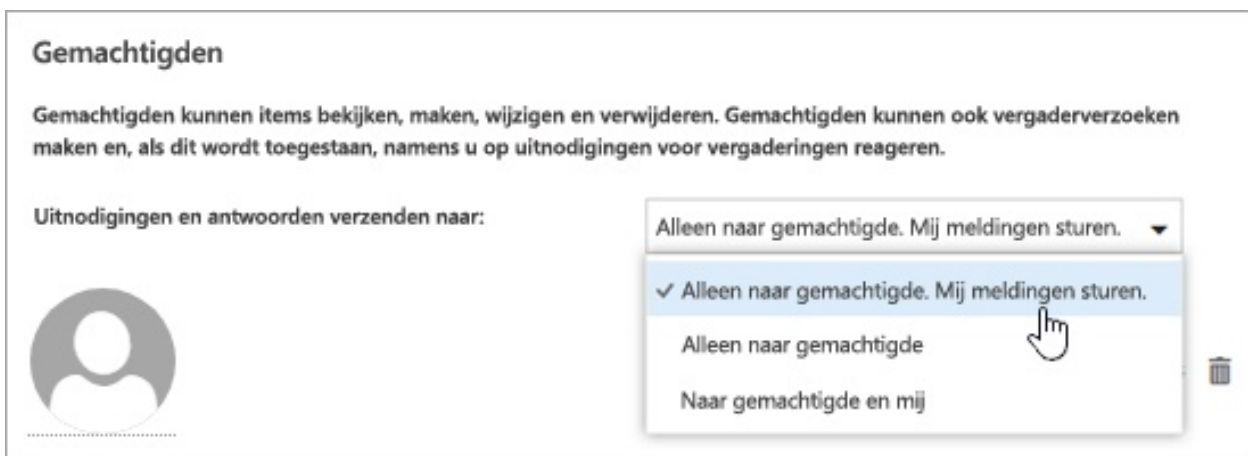 Gemachtigden
Gemachtigden kunnen items bekijken, maken, wijzigen en verwijderen. Gemachtigden kunnen ook vergaderverzoeken
maken en, als dit wordt toegestaan, namens u op uitnodigingen voor vergaderingen reageren.
Uitnodigingen en antwoorden verzenden naar:
Alleen naar gemachtigde. Mij meldingen sturen.
Alleen naar gemachtigde. Mij meldingen sturen.
Alleen naar gemachtigde
Naar gemachtigde en mij